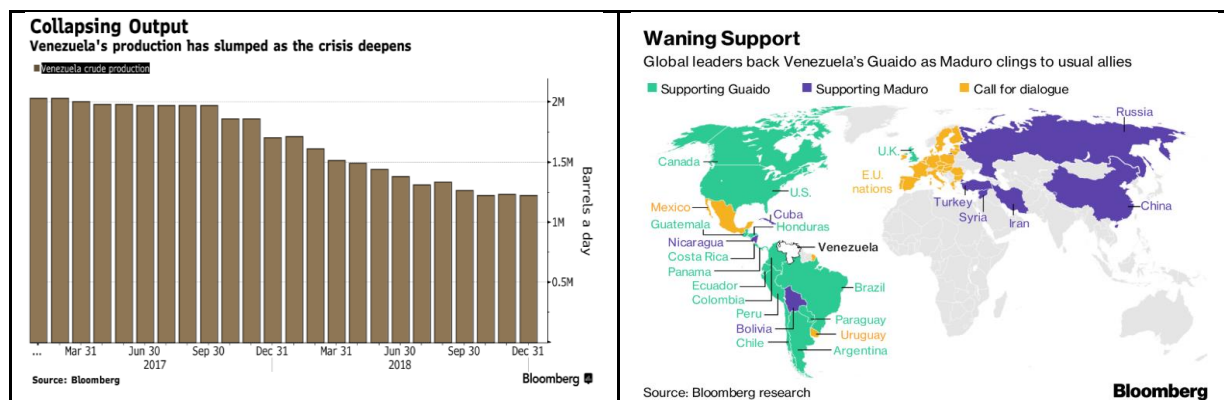 Collapsing Output
Venezuela's production has slumped as the crisis deepens
Venezuela crude production
2M
1.5M
1M
0.5M
Barrels a day
... Mar 31 Jun 30 Sep 30 Dec 31 Mar 31 Jun 30 Sep 30 Dec 31
2017 2018
Source: Bloomberg
Bloomberg
Waning Support
Global leaders back Venezuela’s Guaido as Maduro clings to usual allies
Supporting Guaido Supporting Maduro Call for dialogue
Russia
Canada
U.K.
E.U.
nations
U.S.
Mexico
Turkey
Syria
Iran
China
Cuba
Guatemala
Honduras
Nicaragua
Venezuela
Costa Rica
Panama
Ecuador
Brazil
Colombia
Peru
Paraguay
Bolivia
Uruguay
Chile
Argentina
Source: Bloomberg research
Bloomberg